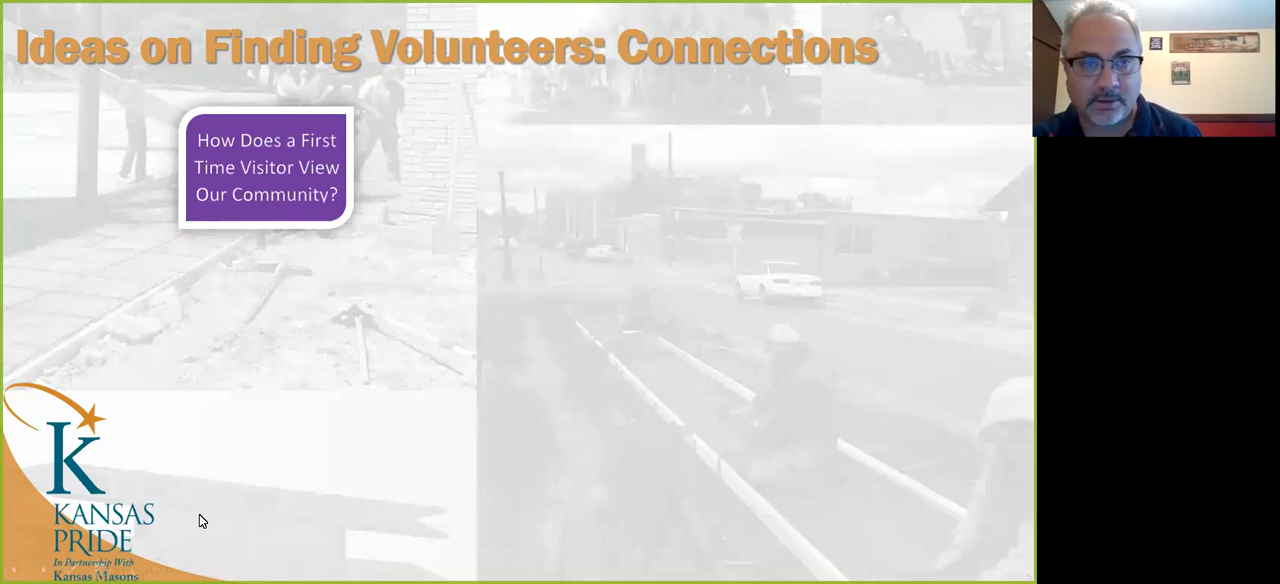 Ideas on Finding Volunteers: Connections
How Does a First
Time Visitor View
Our Community?
K
KANSAS
PRIDE
In Partnership With
Kansas Masons